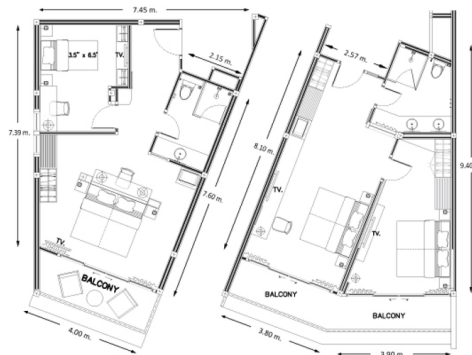 7.45 m.
3.5" x 6.5'
TV.
2.15 m.
7.39 m.
7.60 m.
TV.
BALCONY
4.00 m.
2.57 m.
8.10 m.
9.40
TV.
TV.
BALCONY
BALCONY
3.80 m.
3.90 m.